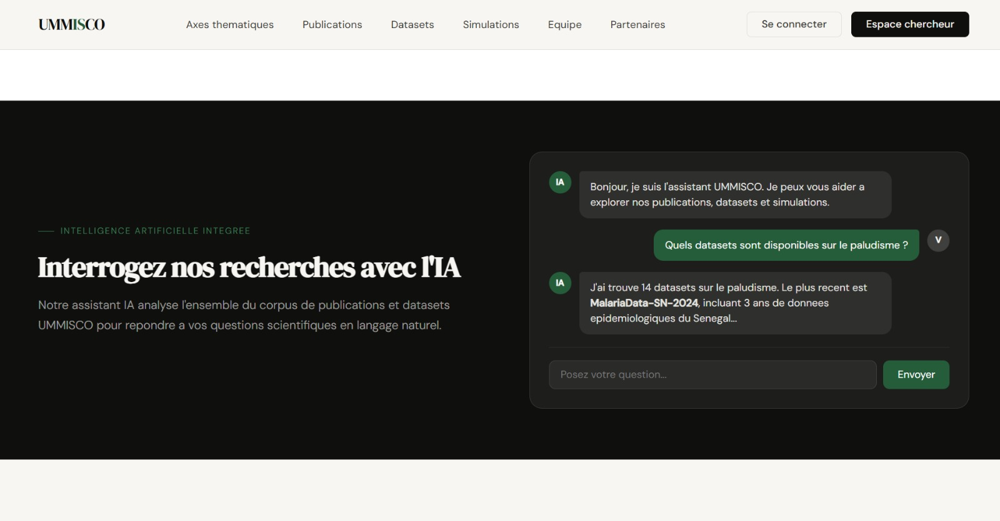 UMMISCO
Axes thematiques
Publications
Datasets
Simulations
Equipe
Partenaires
Se connecter
Espace chercheur
INTELLIGENCE ARTIFICIELLE INTEGREE
Interrogez nos recherches avec l'IA
Notre assistant IA analyse l'ensemble du corpus de publications et datasets
UMMISCO pour repondre a vos questions scientifiques en langage naturel.
IA
Bonjour, je suis l'assistant UMMISCO. Je peux vous aider a
explorer nos publications, datasets et simulations.
Quels datasets sont disponibles sur le paludisme ?
V
IA
J'ai trouve 14 datasets sur le paludisme. Le plus recent est
MalariaData-SN-2024, incluant 3 ans de donnees
epidemiologiques du Senegal...
Posez votre question...
Envoyer